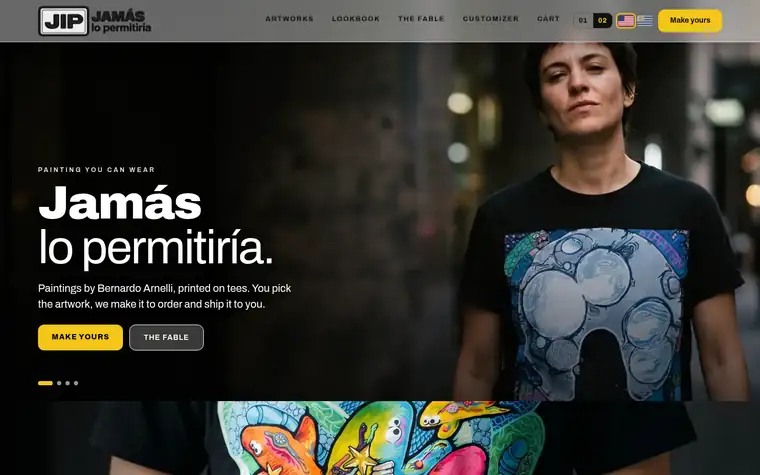 JIP JAMÁS
lo permitiría
ARTWORKS LOOKBOOK THE FABLE CUSTOMIZER CART 01 02 Make yours
PAINTING YOU CAN WEAR
Jamás
lo permitiría.
Paintings by Bernardo Arnelli, printed on tees. You pick
the artwork, we make it to order and ship it to you.
MAKE YOURS THE FABLE